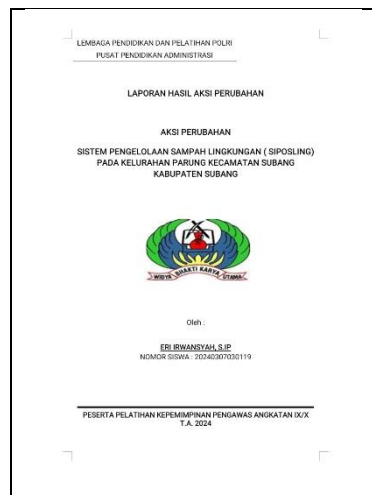 LEMBAGA PENDIDIKAN DAN PELATIHAN POLRI
PUSAT PENDIDIKAN ADMINISTRASI
LAPORAN HASIL AKSI PERUBAHAN
AKSI PERUBAHAN
SISTEM PENGELOLAAN SAMPAH LINGKUNGAN ( SIPOSLING)
PADA KELURAHAN PARUNG KECAMATAN SUBANG
KABUPATEN SUBANG
WIDYA BHAKTI KARYA UTAMA
Oleh :
ERI IRWANSYAH, S.IP
NOMOR SISWA : 20240307030119
PESERTA PELATIHAN KEPEMIMPINAN PENGAWAS ANGKATAN IX/X
T.A. 2024